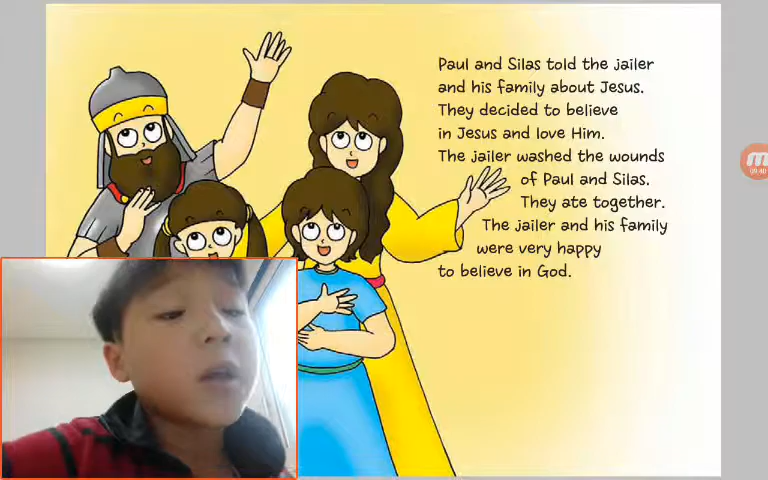 Paul and Silas told the jailer
and his family about Jesus.
They decided to believe
in Jesus and love Him.
The jailer washed the wounds
of Paul and Silas.
They ate together.
The jailer and his family
were very happy
to believe in God.
09:40